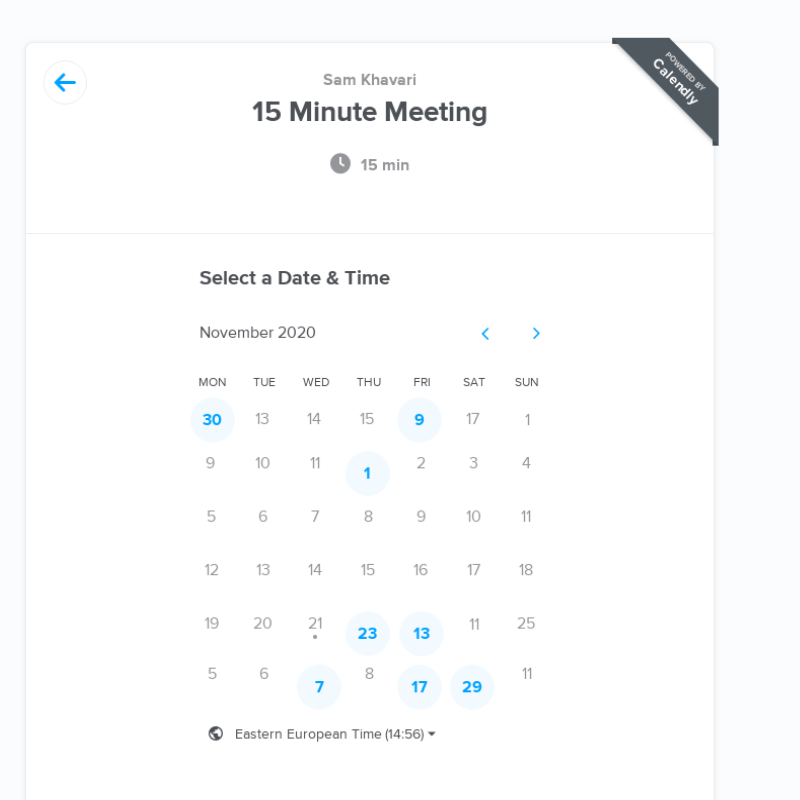 Sam Khavari
15 Minute Meeting
15 min
POWERED BY
Calendly
Select a Date & Time
November 2020
MON TUE WED THU FRI SAT SUN
30 13 14 15 9 17 1
9 10 11 1 2 3 4
5 6 7 8 9 10 11
12 13 14 15 16 17 18
19 20 21 23 13 11 25
5 6 7 8 17 29 11
Eastern European Time (14:56)